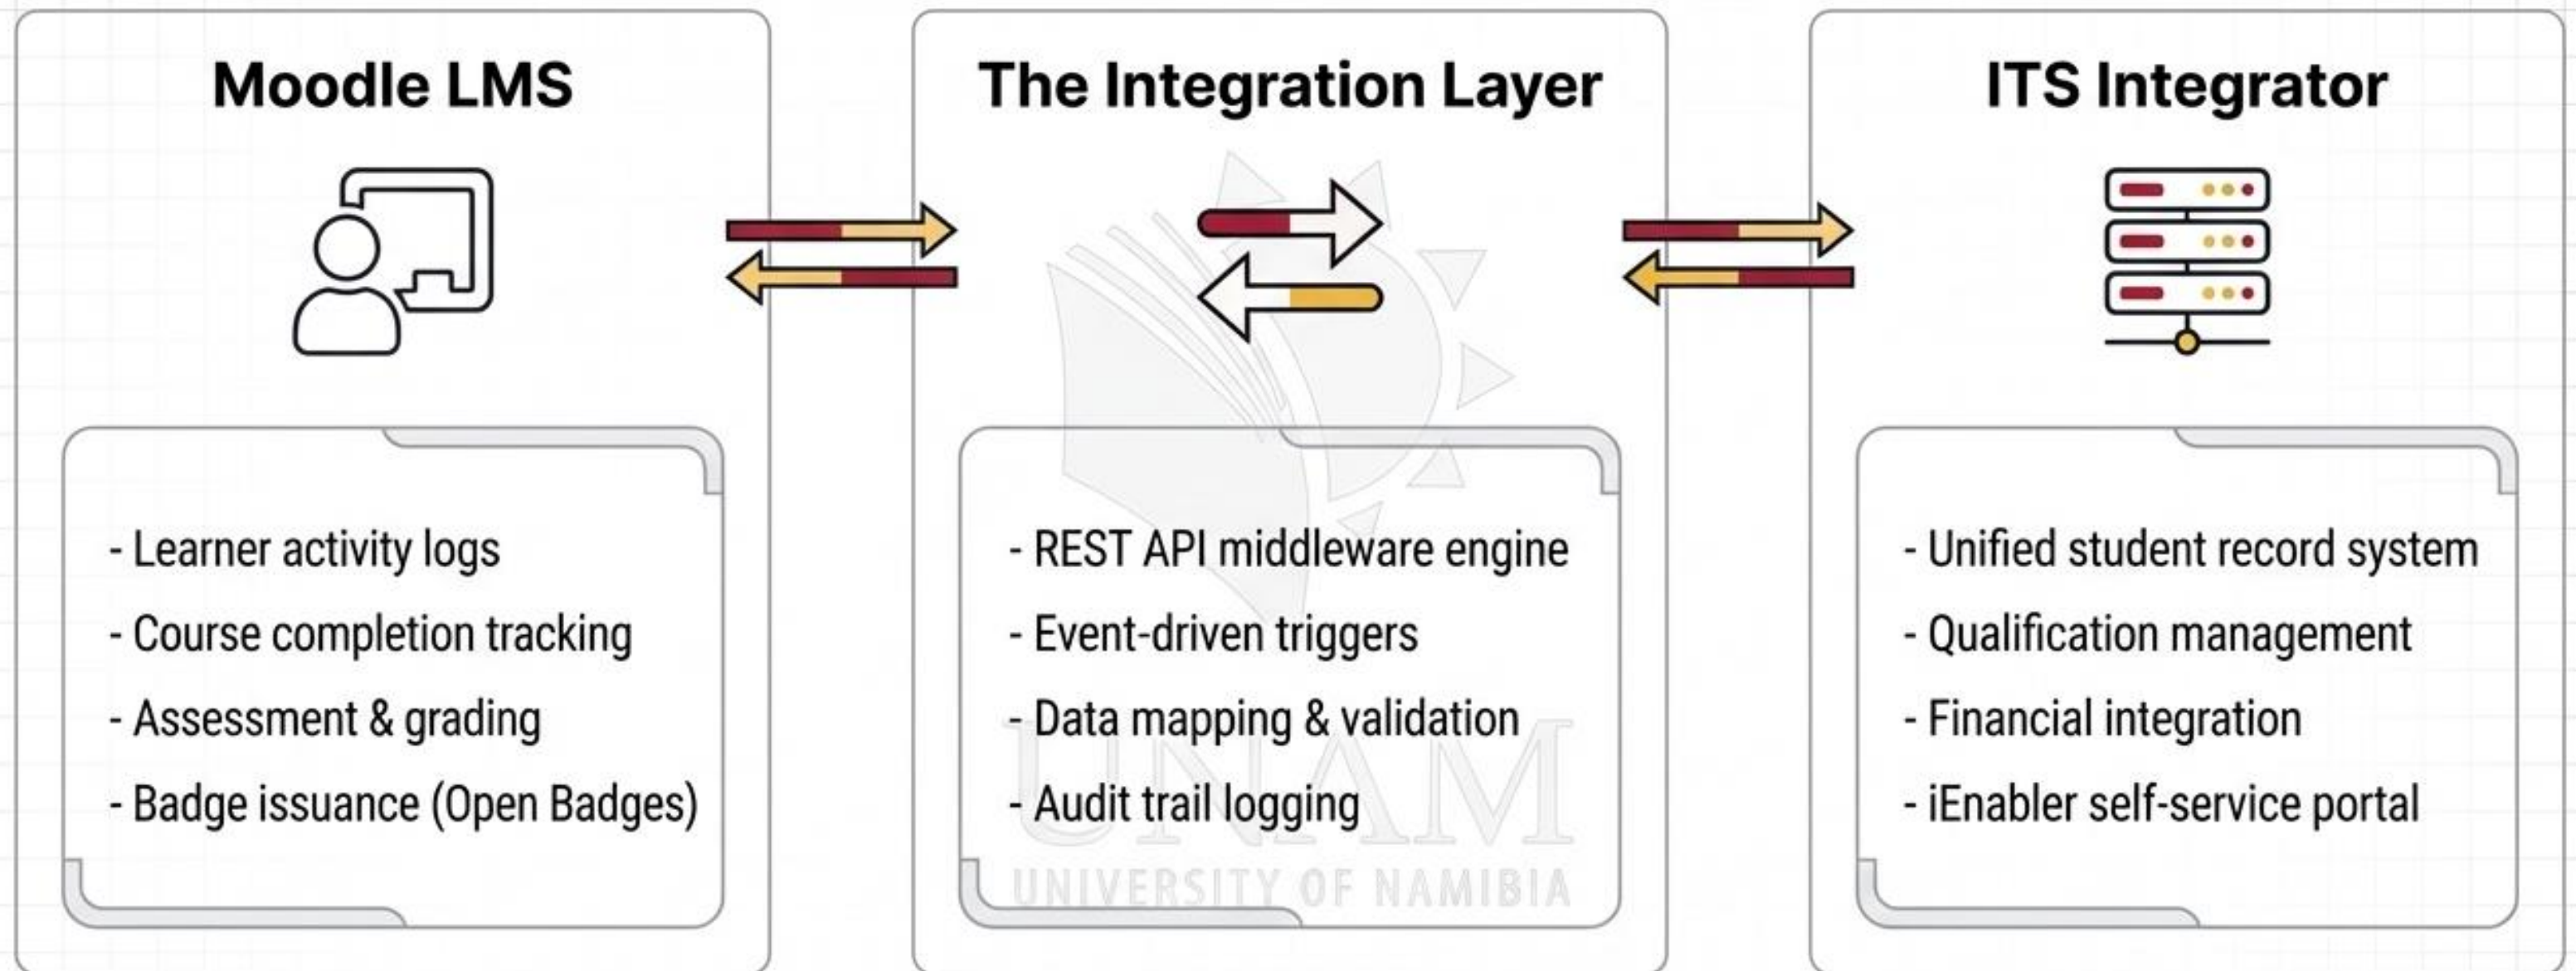 Moodle LMS
- Learner activity logs
- Course completion tracking
- Assessment & grading
- Badge issuance (Open Badges)
The Integration Layer
- REST API middleware engine
- Event-driven triggers
- Data mapping & validation
- Audit trail logging
UNAM
UNIVERSITY OF NAMIBIA
ITS Integrator
- Unified student record system
- Qualification management
- Financial integration
- iEnabler self-service portal